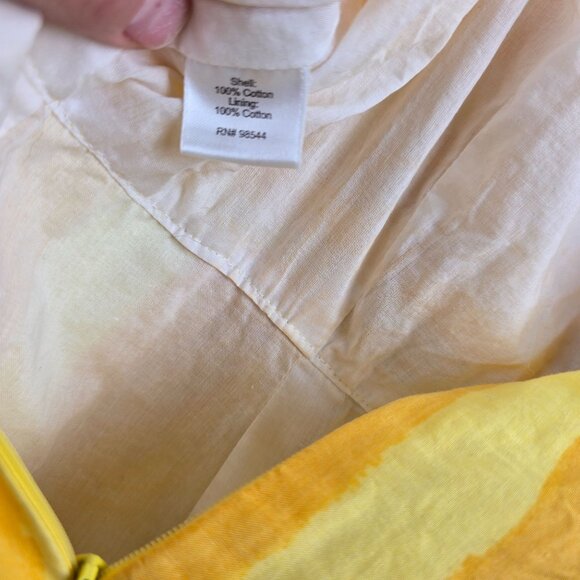 Shell:
100% Cotton
Lining:
100% Cotton
RN# 98544